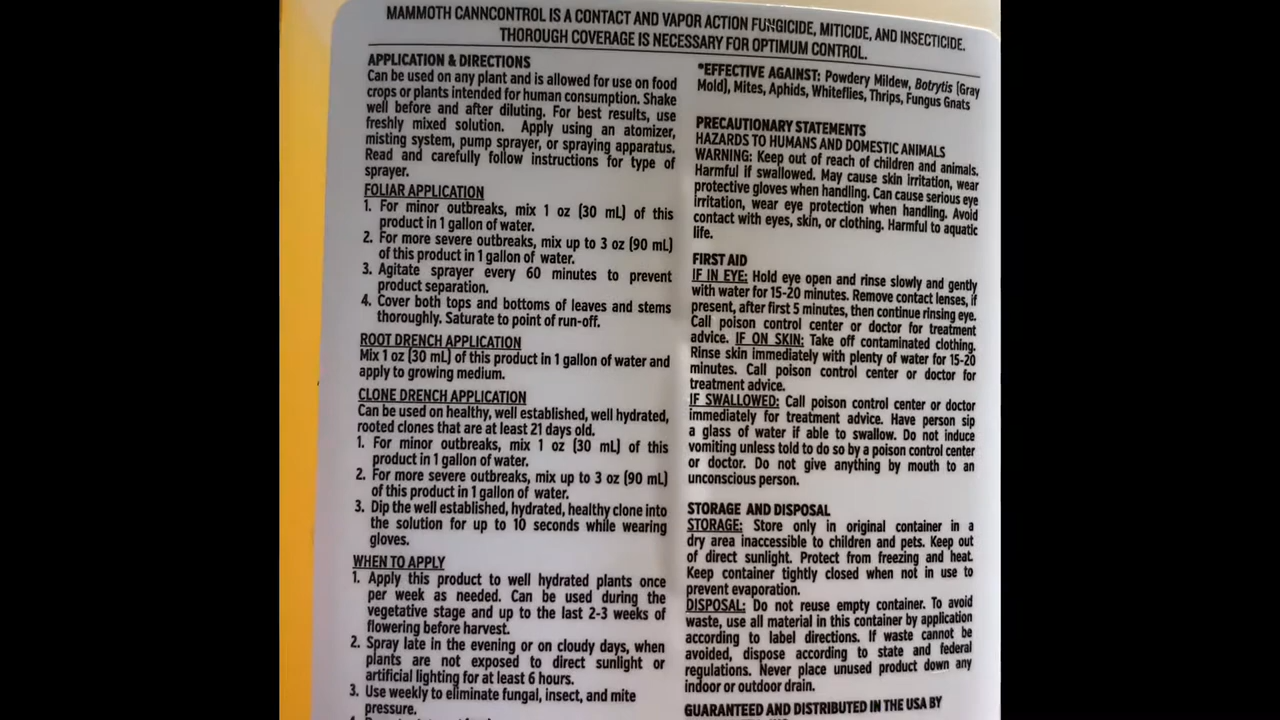 MAMMOTH CANNCONTROL IS A CONTACT AND VAPOR ACTION FUNGICIDE, MITICIDE, AND INSECTICIDE.
THOROUGH COVERAGE IS NECESSARY FOR OPTIMUM CONTROL.
APPLICATION & DIRECTIONS
Can be used on any plant and is allowed for use on food
crops or plants intended for human consumption. Shake
well before and after diluting. For best results, use
freshly mixed solution. Apply using an atomizer,
misting system, pump sprayer, or spraying apparatus.
Read and carefully follow instructions for type of
sprayer.
FOLIAR APPLICATION
1. For minor outbreaks, mix 1 oz (30 mL) of this
product in 1 gallon of water.
2. For more severe outbreaks, mix up to 3 oz (90 mL)
of this product in 1 gallon of water.
3. Agitate sprayer every 60 minutes to prevent
product separation.
4. Cover both tops and bottoms of leaves and stems
thoroughly. Saturate to point of run-off.
ROOT DRENCH APPLICATION
Mix 1 oz (30 mL) of this product in 1 gallon of water and
apply to growing medium.
CLONE DRENCH APPLICATION
Can be used on healthy, well established, well hydrated,
rooted clones that are at least 21 days old.
1. For minor outbreaks, mix 1 oz (30 mL) of this
product in 1 gallon of water.
2. For more severe outbreaks, mix up to 3 oz (90 mL)
of this product in 1 gallon of water.
3. Dip the well established, hydrated, healthy clone into
the solution for up to 10 seconds while wearing
gloves.
WHEN TO APPLY
1. Apply this product to well hydrated plants once
per week as needed. Can be used during the
vegetative stage and up to the last 2-3 weeks of
flowering before harvest.
2. Spray late in the evening or on cloudy days, when
plants are not exposed to direct sunlight or
artificial lighting for at least 6 hours.
3. Use weekly to eliminate fungal, insect, and mite
pressure.
*EFFECTIVE AGAINST: Powdery Mildew, Botrytis (Gray
Mold), Mites, Aphids, Whiteflies, Thrips, Fungus Gnats
PRECAUTIONARY STATEMENTS
HAZARDS TO HUMANS AND DOMESTIC ANIMALS
WARNING: Keep out of reach of children and animals.
Harmful if swallowed. May cause skin irritation, wear
protective gloves when handling. Can cause serious eye
irritation, wear eye protection when handling. Avoid
contact with eyes, skin, or clothing. Harmful to aquatic
life.
FIRST AID
IF IN EYE: Hold eye open and rinse slowly and gently
with water for 15-20 minutes. Remove contact lenses, if
present, after first 5 minutes, then continue rinsing eye.
Call poison control center or doctor for treatment
advice. IF ON SKIN: Take off contaminated clothing.
Rinse skin immediately with plenty of water for 15-20
minutes. Call poison control center or doctor for
treatment advice.
IF SWALLOWED: Call poison control center or doctor
immediately for treatment advice. Have person sip
a glass of water if able to swallow. Do not induce
vomiting unless told to do so by a poison control center
or doctor. Do not give anything by mouth to an
unconscious person.
STORAGE AND DISPOSAL
STORAGE: Store only in original container in a
dry area inaccessible to children and pets. Keep out
of direct sunlight. Protect from freezing and heat.
Keep container tightly closed when not in use to
prevent evaporation.
DISPOSAL: Do not reuse empty container. To avoid
waste, use all material in this container by application
according to label directions. If waste cannot be
avoided, dispose according to state and federal
regulations. Never place unused product down any
indoor or outdoor drain.
GUARANTEED AND DISTRIBUTED IN THE USA BY